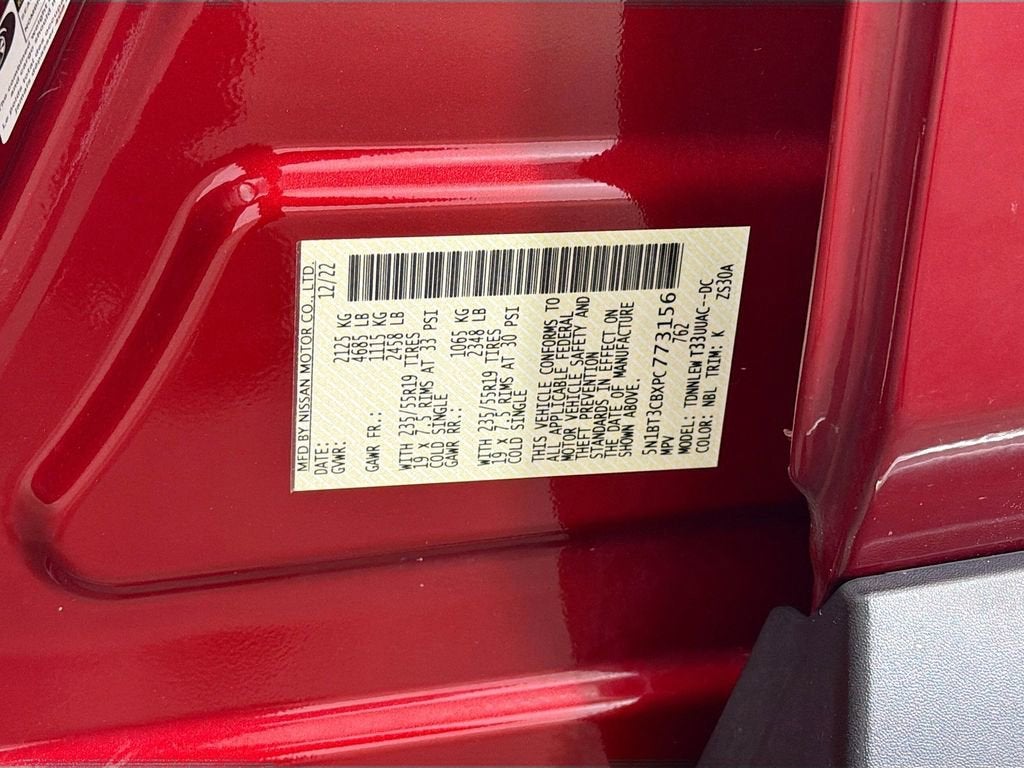 MFD BY NISSAN MOTOR CO., LTD.
DATE: 12/22
GVWR: 2125 KG
4685 LB
GAWR FR.: 1115 KG
2458 LB
WITH 235/55R19 TIRES
19 X 7.5 RIMS AT 33 PSI
COLD SINGLE
GAWR RR.: 1065 KG
2348 LB
WITH 235/55R19 TIRES
19 X 7.5 RIMS AT 30 PSI
COLD SINGLE
THIS VEHICLE CONFORMS TO
ALL APPLICABLE FEDERAL
MOTOR VEHICLE SAFETY AND
THEFT PREVENTION
STANDARDS IN EFFECT ON
THE DATE OF MANUFACTURE
SHOWN ABOVE.
5N1BT3CBXPC773156
MPV 762
MODEL: TDNNLEW T33UUAC--DC
COLOR: NBL TRIM: K ZS30A